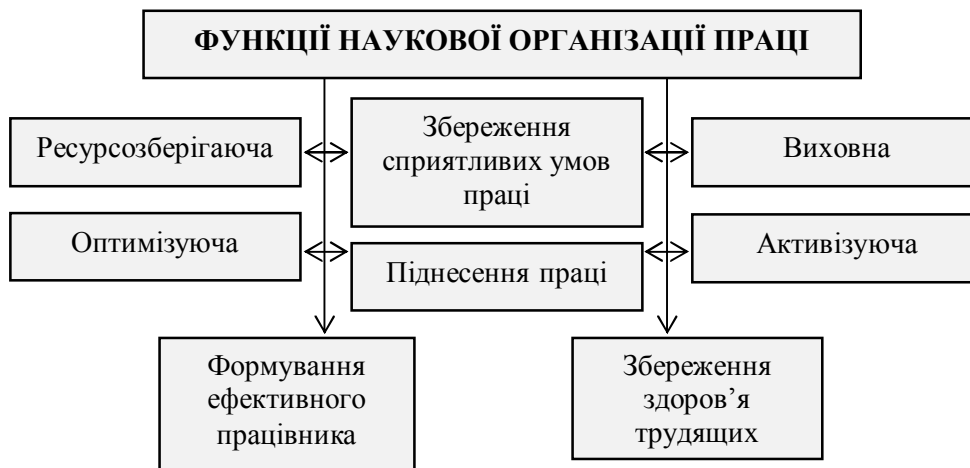 ФУНКЦІЇ НАУКОВОЇ ОРГАНІЗАЦІЇ ПРАЦІ
Ресурсозберігаюча
Збереження
сприятливих умов
праці
Виховна
Оптимізуюча
Піднесення праці
Активізуюча
Формування
ефективного
працівника
Збереження
здоров’я
трудящих